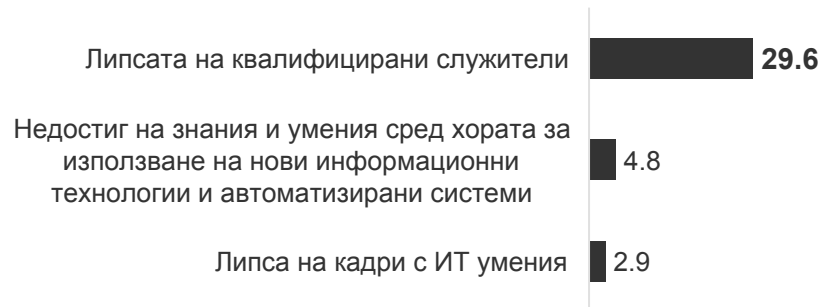 Липсата на квалифицирани служители
29.6
Недостиг на знания и умения сред хората за
използване на нови информационни
технологии и автоматизирани системи
4.8
Липса на кадри с ИТ умения
2.9